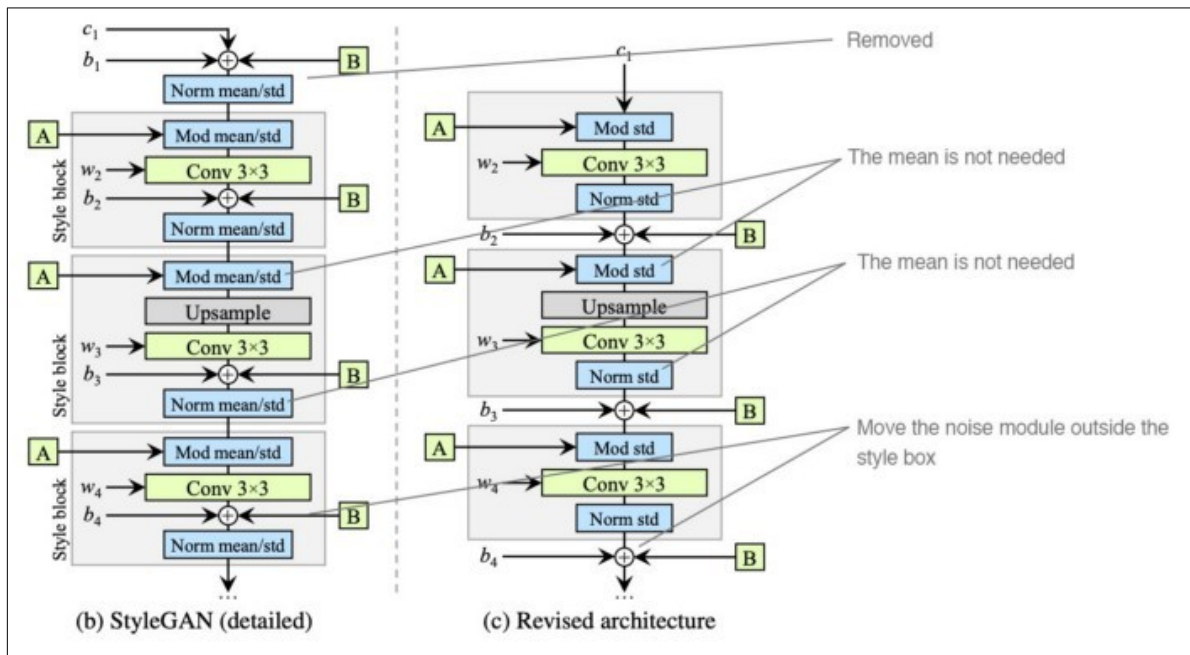 c₁
b₁
B
Norm mean/std
A
Mod mean/std
w₂
Conv 3×3
b₂
B
Norm mean/std
Style block
A
Mod mean/std
Upsample
w₃
Conv 3×3
b₃
B
Norm mean/std
Style block
A
Mod mean/std
w₄
Conv 3×3
b₄
B
Norm mean/std
Style block
...
(b) StyleGAN (detailed)
c₁
A
Mod std
w₂
Conv 3×3
Norm std
b₂
B
A
Mod std
Upsample
w₃
Conv 3×3
Norm std
b₃
B
A
Mod std
w₄
Conv 3×3
Norm std
b₄
B
...
(c) Revised architecture
Removed
The mean is not needed
The mean is not needed
Move the noise module outside the
style box